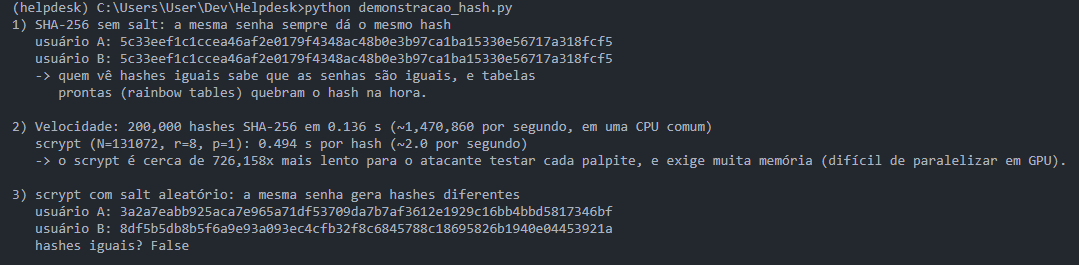 (helpdesk) C:\Users\User\Dev\Helpdesk>python demonstracao_hash.py
1) SHA-256 sem salt: a mesma senha sempre dá o mesmo hash
usuário A: 5c33eef1c1ccea46af2e0179f4348ac48b0e3b97ca1ba15330e56717a318fcf5
usuário B: 5c33eef1c1ccea46af2e0179f4348ac48b0e3b97ca1ba15330e56717a318fcf5
-> quem vê hashes iguais sabe que as senhas são iguais, e tabelas
prontas (rainbow tables) quebram o hash na hora.
2) Velocidade: 200,000 hashes SHA-256 em 0.136 s (~1,470,860 por segundo, em uma CPU comum)
scrypt (N=131072, r=8, p=1): 0.494 s por hash (~2.0 por segundo)
-> o scrypt é cerca de 726,158x mais lento para o atacante testar cada palpite, e exige muita memória (difícil de paralelizar em GPU).
3) scrypt com salt aleatório: a mesma senha gera hashes diferentes
usuário A: 3a2a7eabb925aca7e965a71df53709da7b7af3612e1929c16bb4bbd5817346bf
usuário B: 8df5b5db8b5f6a9e93a093ec4cfb32f8c6845788c18695826b1940e04453921a
hashes iguais? False